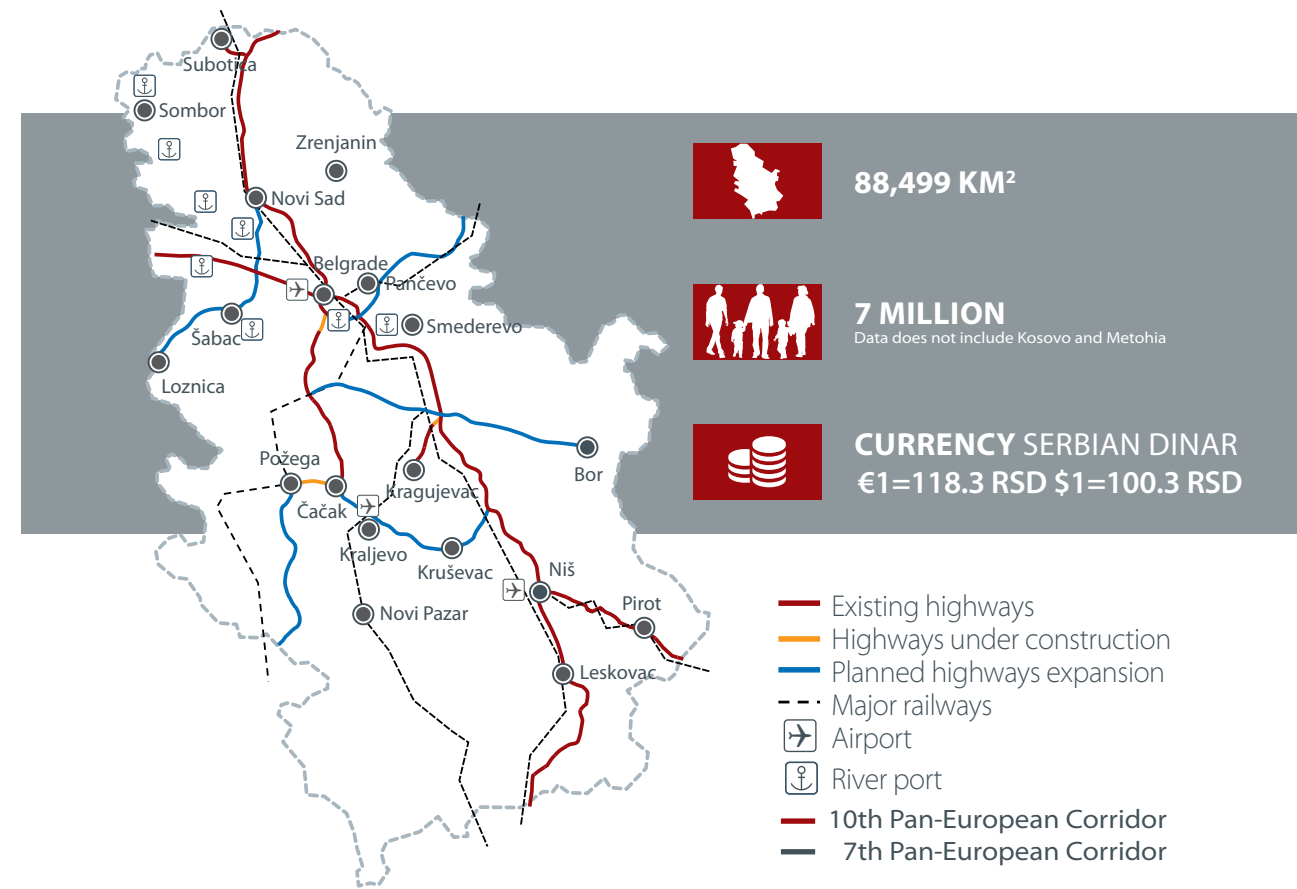 Subotica
Sombor
Zrenjanin
Novi Sad
Belgrade
Pančevo
Smederevo
Šabac
Loznica
Bor
Požega
Čačak
Kragujevac
Kraljevo
Kruševac
Niš
Novi Pazar
Pirot
Leskovac
88,499 KM²
7 MILLION
Data does not include Kosovo and Metohia
CURRENCY SERBIAN DINAR
€1=118.3 RSD $1=100.3 RSD
Existing highways
Highways under construction
Planned highways expansion
Major railways
Airport
River port
10th Pan-European Corridor
7th Pan-European Corridor